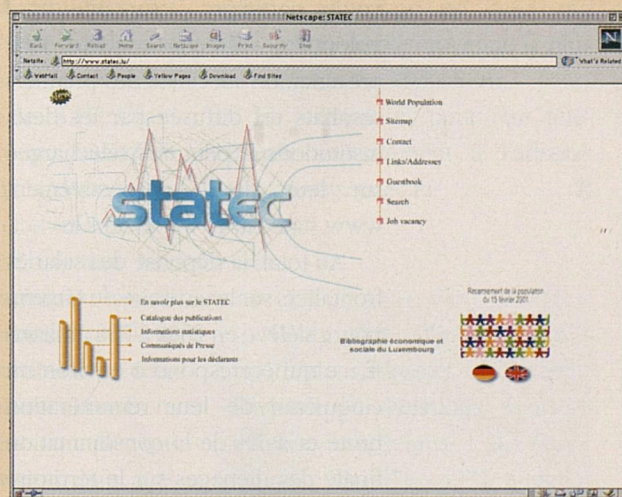 Netscape: STATEC
Back Forward Reload Home Search Netscape Images Print Security Stop
N
Netsite: http://www.statec.lu/ What's Related
WebMail Contact People Yellow Pages Download Find Sites
New
World Population
Sitemap
Contact
Links/Addresses
Guestbook
Search
Job vacancy
statec
En savoir plus sur le STATEC
Catalogue des publications
Informations statistiques
Communiqués de Presse
Informations pour les déclarants
Bibliographie économique et
sociale du Luxembourg
Recensement de la population
du 15 février 2001